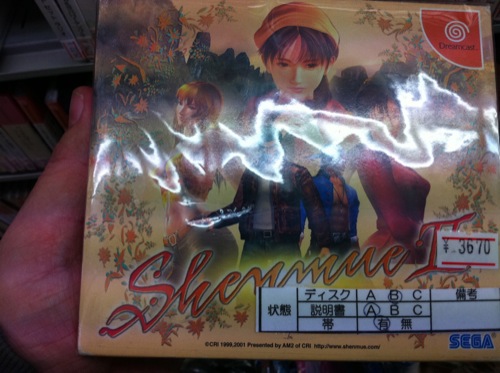 Dreamcast.
Shenmue II
¥.3670
状態
ディスク A B C 備考
説明書 A B C
帯 有 無
©CRI 1999,2001 Presented by AM2 of CRI http://www.shenmue.com/
SEGA